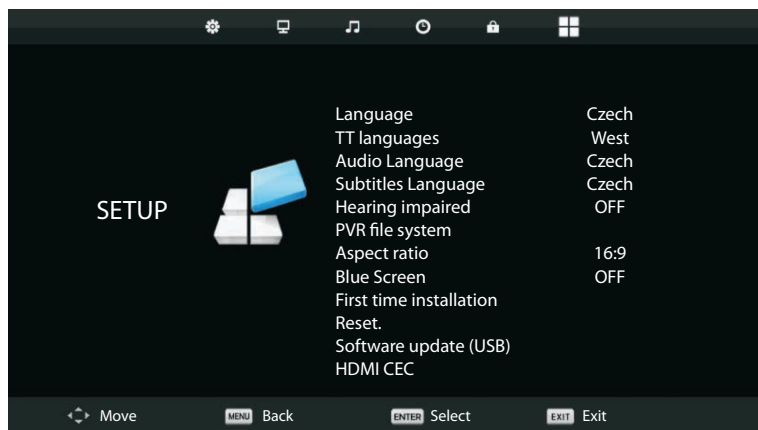 SETUP
Language Czech
TT languages West
Audio Language Czech
Subtitles Language Czech
Hearing impaired OFF
PVR file system
Aspect ratio 16:9
Blue Screen OFF
First time installation
Reset.
Software update (USB)
HDMI CEC
Move MENU Back ENTER Select EXIT Exit